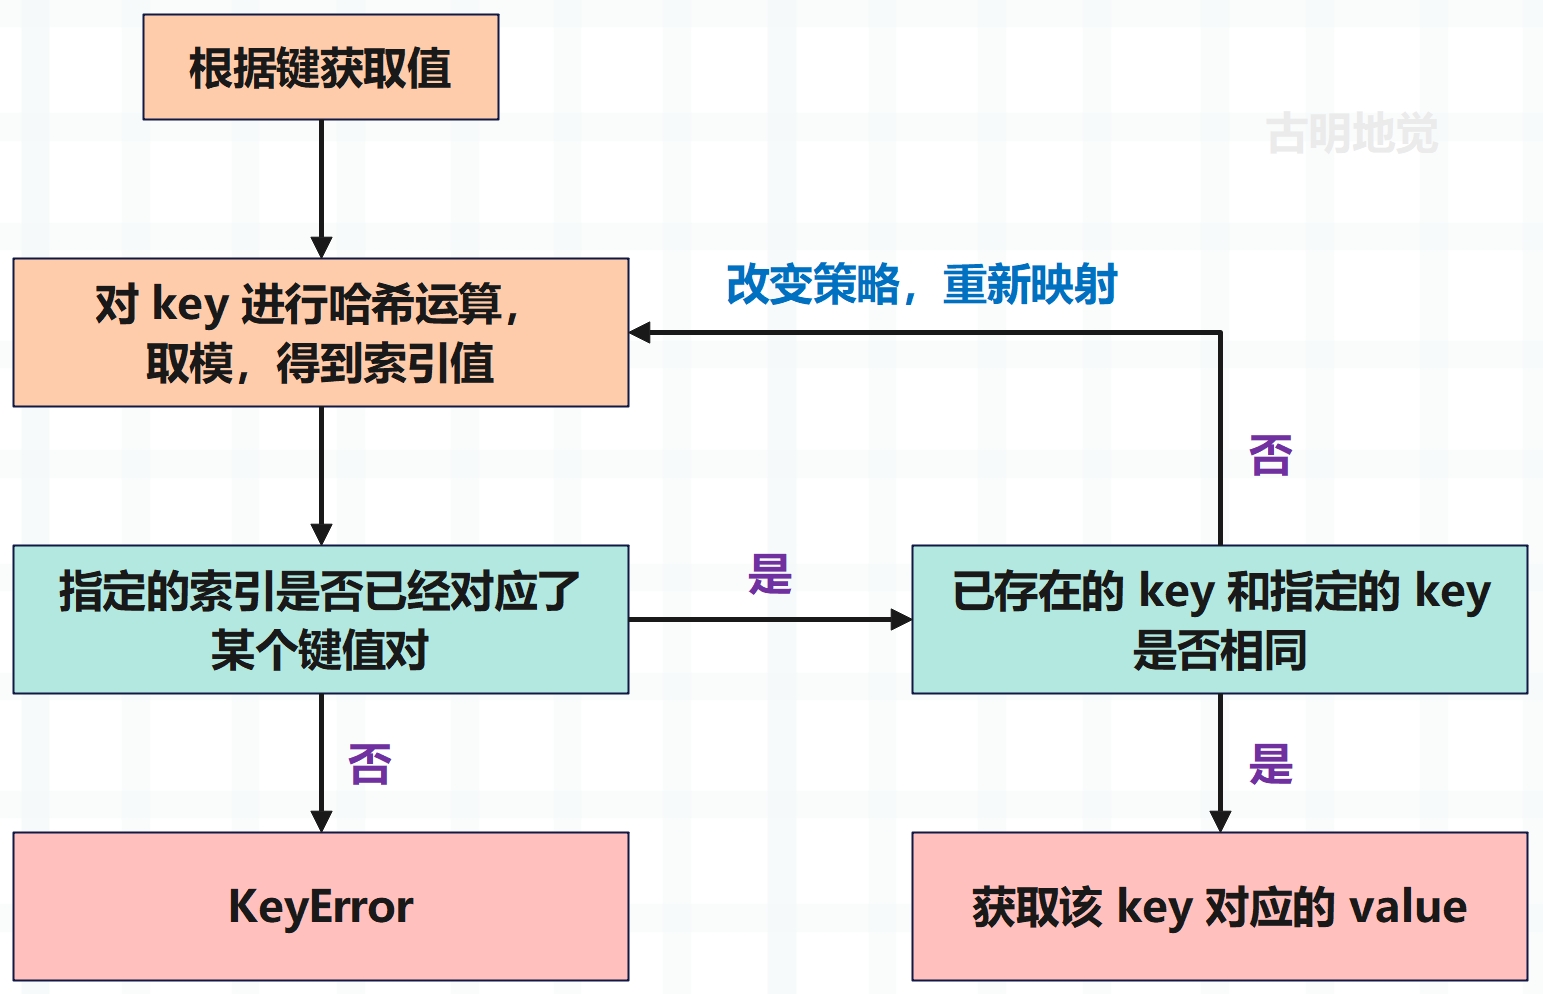 根据键获取值
古明地觉
对 key 进行哈希运算，
取模，得到索引值
改变策略，重新映射
否
指定的索引是否已经对应了
某个键值对
是
已存在的 key 和指定的 key
是否相同
否
是
KeyError
获取该 key 对应的 value